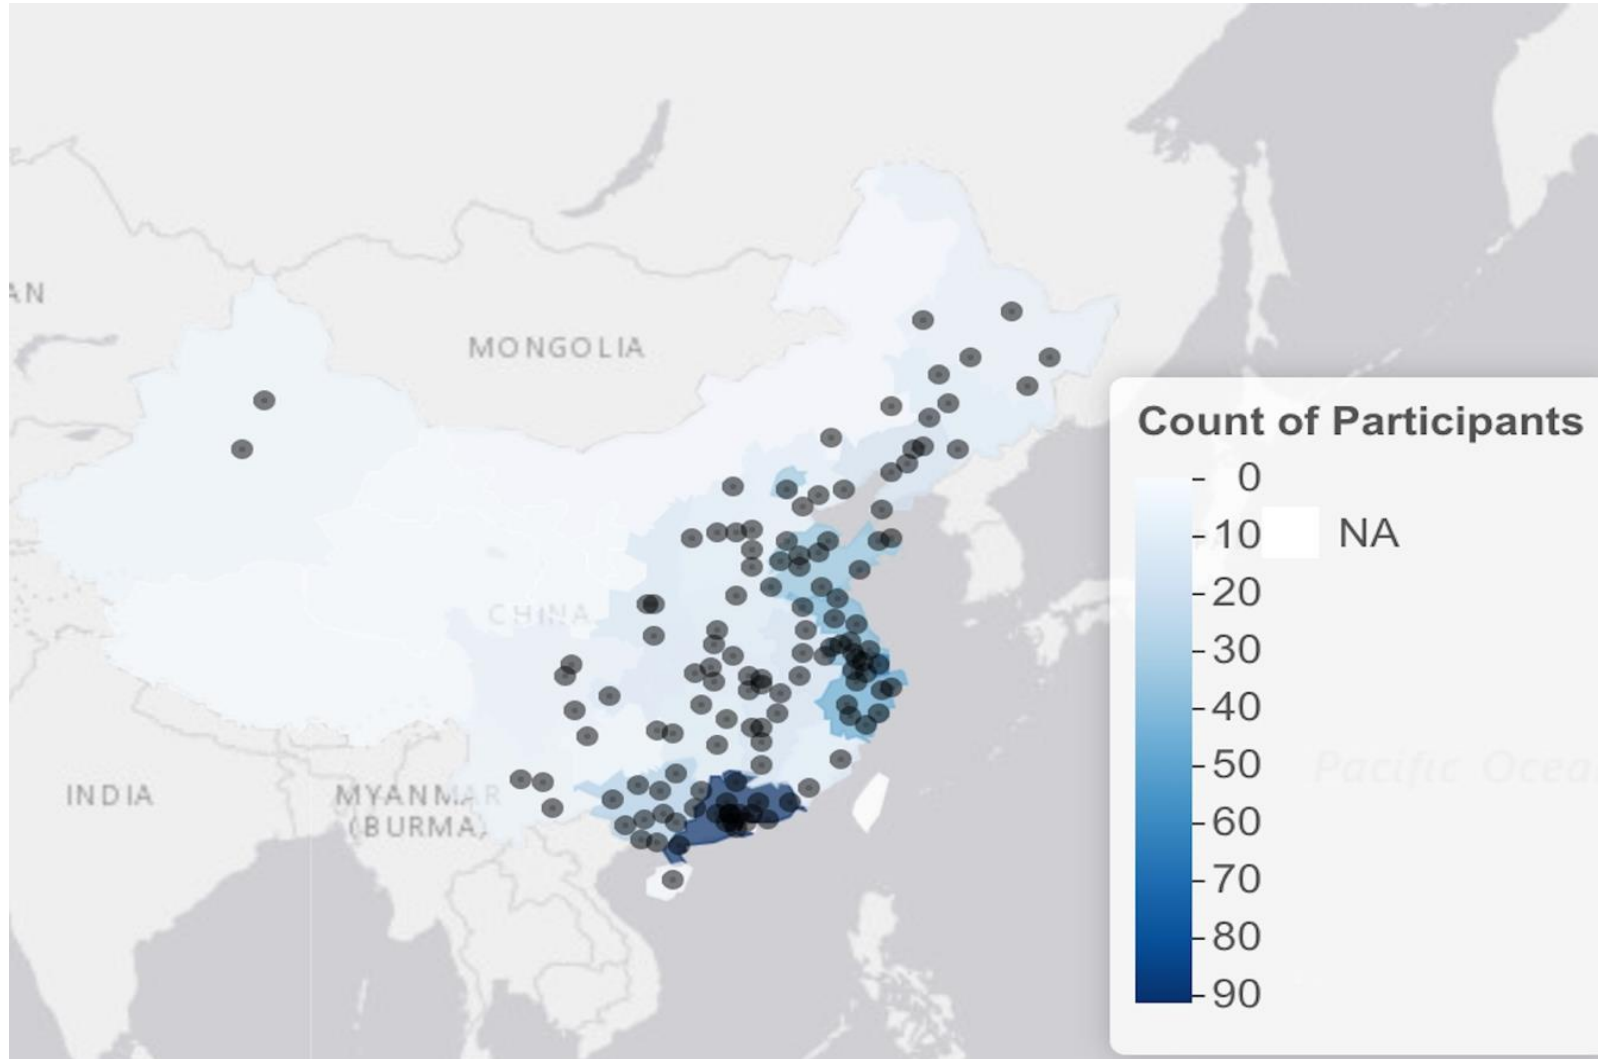 AN
MONGOLIA
CHINA
INDIA
MYANMAR
(BURMA)
Pacific Ocea
Count of Participants
0
10
NA
20
30
40
50
60
70
80
90